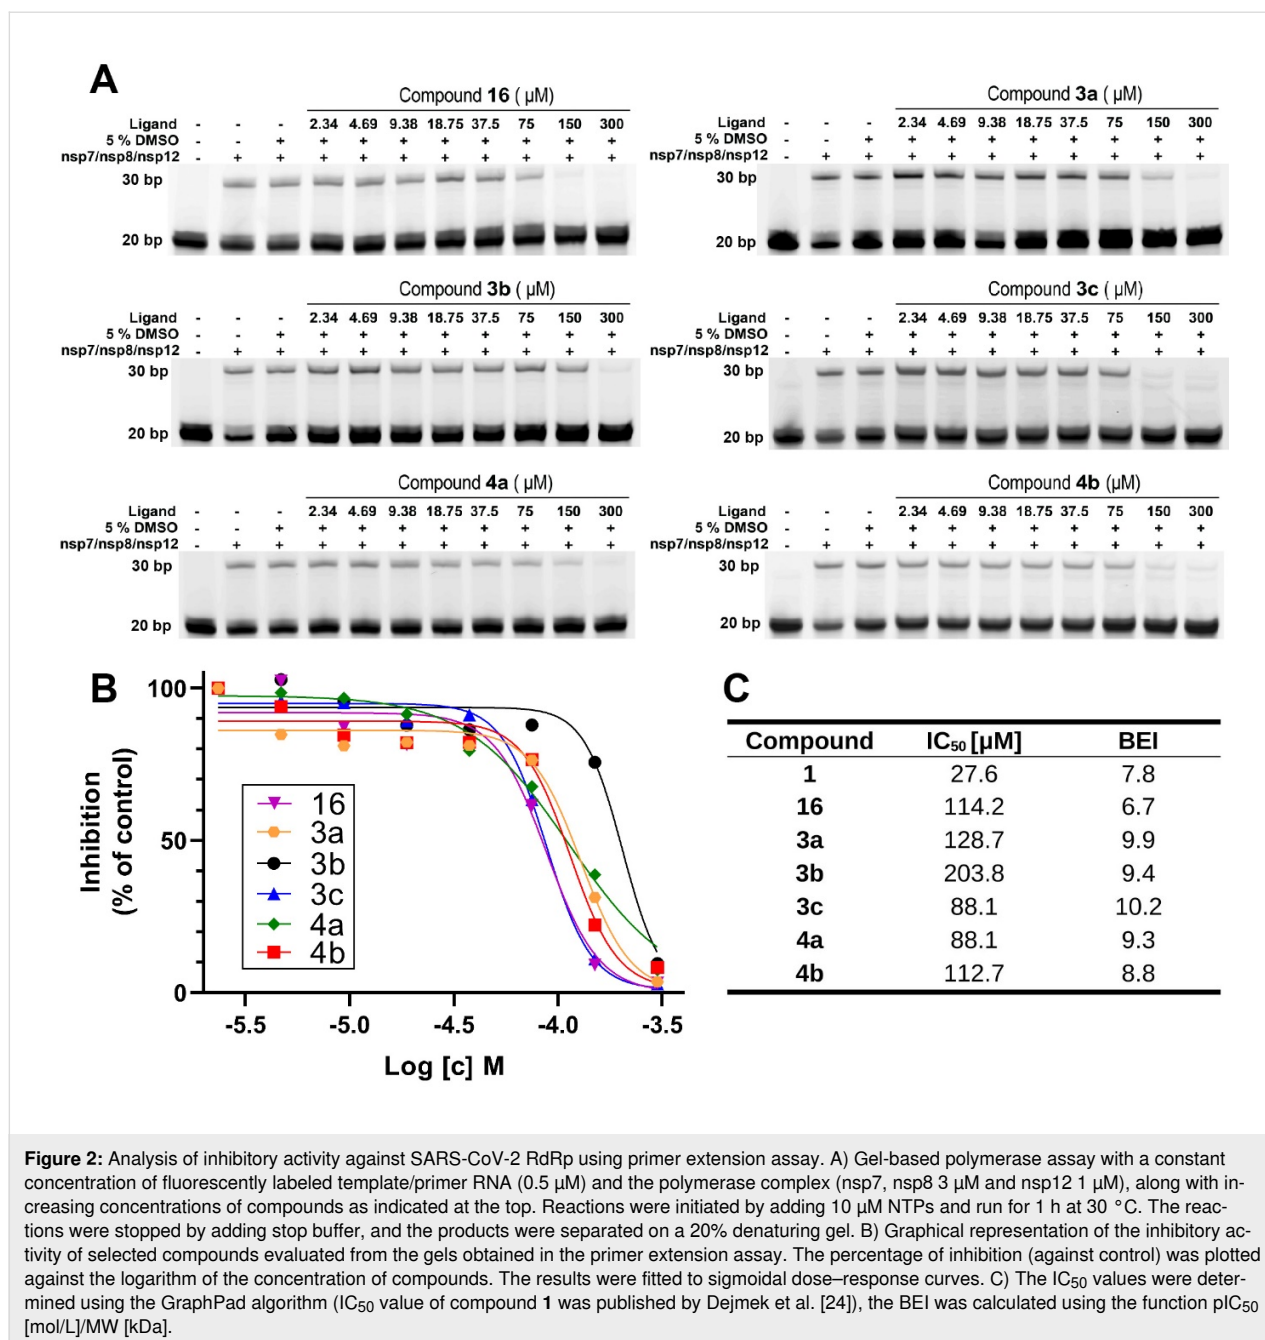 A
Compound 16 ( µM)
Ligand - - - 2.34 4.69 9.38 18.75 37.5 75 150 300
5 % DMSO - - + + + + + + + + +
nsp7/nsp8/nsp12 - + + + + + + + + + +
30 bp
20 bp
Compound 3a ( µM)
Ligand - - - 2.34 4.69 9.38 18.75 37.5 75 150 300
5 % DMSO - - + + + + + + + + +
nsp7/nsp8/nsp12 - + + + + + + + + + +
30 bp
20 bp
Compound 3b ( µM)
Ligand - - - 2.34 4.69 9.38 18.75 37.5 75 150 300
5 % DMSO - - + + + + + + + + +
nsp7/nsp8/nsp12 - + + + + + + + + + +
30 bp
20 bp
Compound 3c ( µM)
Ligand - - - 2.34 4.69 9.38 18.75 37.5 75 150 300
5 % DMSO - - + + + + + + + + +
nsp7/nsp8/nsp12 - + + + + + + + + + +
30 bp
20 bp
Compound 4a ( µM)
Ligand - - - 2.34 4.69 9.38 18.75 37.5 75 150 300
5 % DMSO - - + + + + + + + + +
nsp7/nsp8/nsp12 - + + + + + + + + + +
30 bp
20 bp
Compound 4b (µM)
Ligand - - - 2.34 4.69 9.38 18.75 37.5 75 150 300
5 % DMSO - - + + + + + + + + +
nsp7/nsp8/nsp12 - + + + + + + + + + +
30 bp
20 bp
B
Inhibition
(% of control)
100
50
0
16
3a
3b
3c
4a
4b
-5.5 -5.0 -4.5 -4.0 -3.5
Log [c] M
C
Compound IC50 [µM] BEI
1 27.6 7.8
16 114.2 6.7
3a 128.7 9.9
3b 203.8 9.4
3c 88.1 10.2
4a 88.1 9.3
4b 112.7 8.8
Figure 2: Analysis of inhibitory activity against SARS-CoV-2 RdRp using primer extension assay. A) Gel-based polymerase assay with a constant
concentration of fluorescently labeled template/primer RNA (0.5 µM) and the polymerase complex (nsp7, nsp8 3 µM and nsp12 1 µM), along with in-
creasing concentrations of compounds as indicated at the top. Reactions were initiated by adding 10 µM NTPs and run for 1 h at 30 °C. The reac-
tions were stopped by adding stop buffer, and the products were separated on a 20% denaturing gel. B) Graphical representation of the inhibitory ac-
tivity of selected compounds evaluated from the gels obtained in the primer extension assay. The percentage of inhibition (against control) was plotted
against the logarithm of the concentration of compounds. The results were fitted to sigmoidal dose–response curves. C) The IC50 values were deter-
mined using the GraphPad algorithm (IC50 value of compound 1 was published by Dejmek et al. [24]), the BEI was calculated using the function pIC50
[mol/L]/MW [kDa].